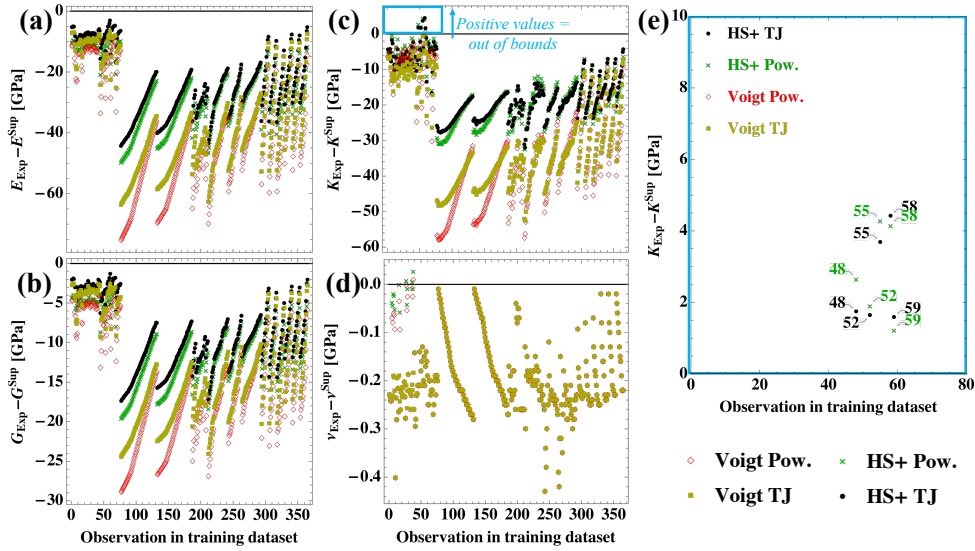 (a)
E_Exp−E^Sup [GPa]
0
−20
−40
−60
(b)
G_Exp−G^Sup [GPa]
0
−5
−10
−15
−20
−25
−30
0 50 100 150 200 250 300 350
Observation in training dataset
(c)
Positive values =
out of bounds
K_Exp−K^Sup [GPa]
0
−10
−20
−30
−40
−50
−60
(d)
ν_Exp−ν^Sup [GPa]
0.0
−0.1
−0.2
−0.3
−0.4
0 50 100 150 200 250 300 350
Observation in training dataset
(e)
K_Exp−K^Sup [GPa]
10
8
6
4
2
0
HS+ TJ
HS+ Pow.
Voigt Pow.
Voigt TJ
55
58
58
55
48
52
48
59
52
59
0 20 40 60 80
Observation in training dataset
Voigt Pow.
HS+ Pow.
Voigt TJ
HS+ TJ